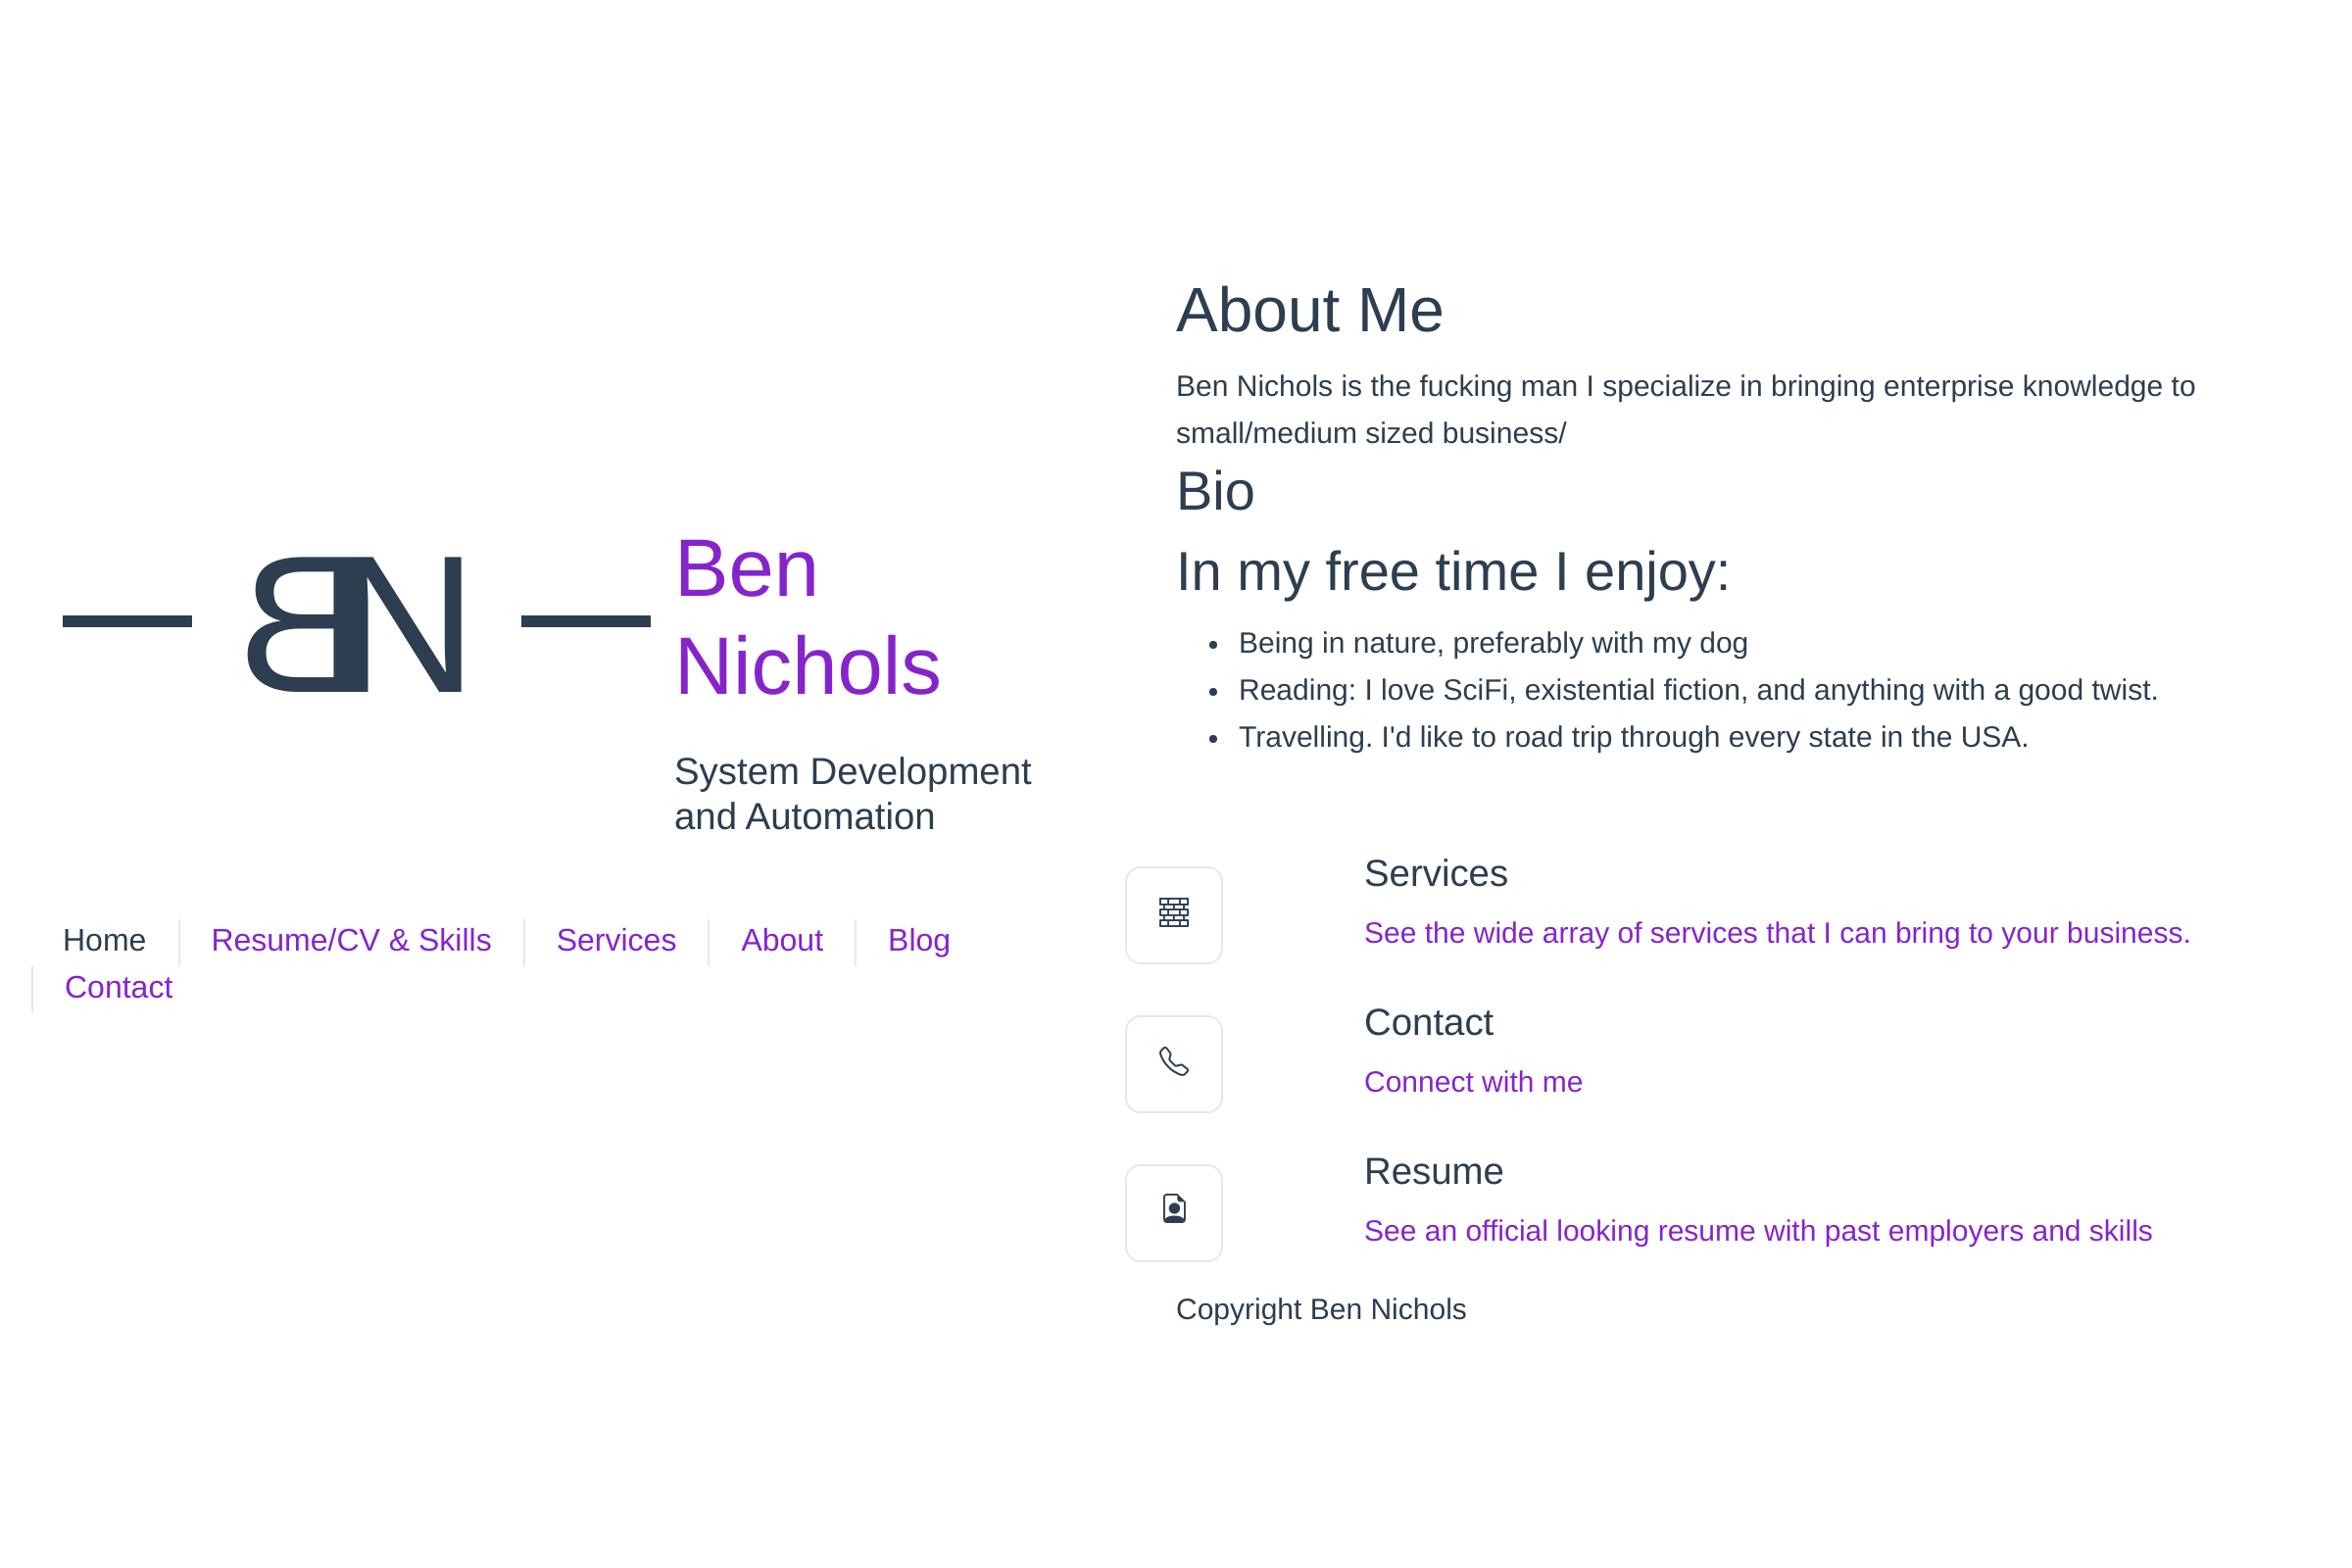 BN
Ben
Nichols
System Development
and Automation
Home Resume/CV & Skills Services About Blog
Contact
About Me
Ben Nichols is the fucking man I specialize in bringing enterprise knowledge to
small/medium sized business/
Bio
In my free time I enjoy:
Being in nature, preferably with my dog
Reading: I love SciFi, existential fiction, and anything with a good twist.
Travelling. I'd like to road trip through every state in the USA.
Services
See the wide array of services that I can bring to your business.
Contact
Connect with me
Resume
See an official looking resume with past employers and skills
Copyright Ben Nichols